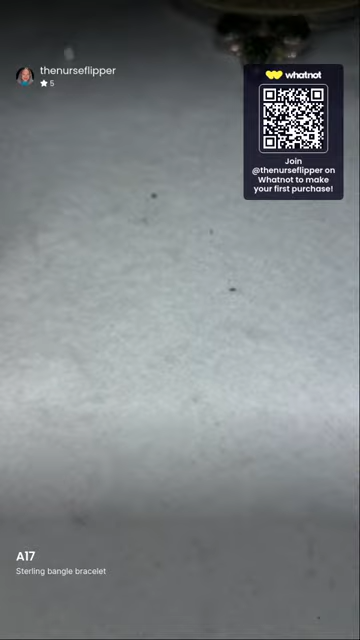 thenurseflipper
★ 5
whatnot
Join
@thenurseflipper on
Whatnot to make
your first purchase!
A17
Sterling bangle bracelet